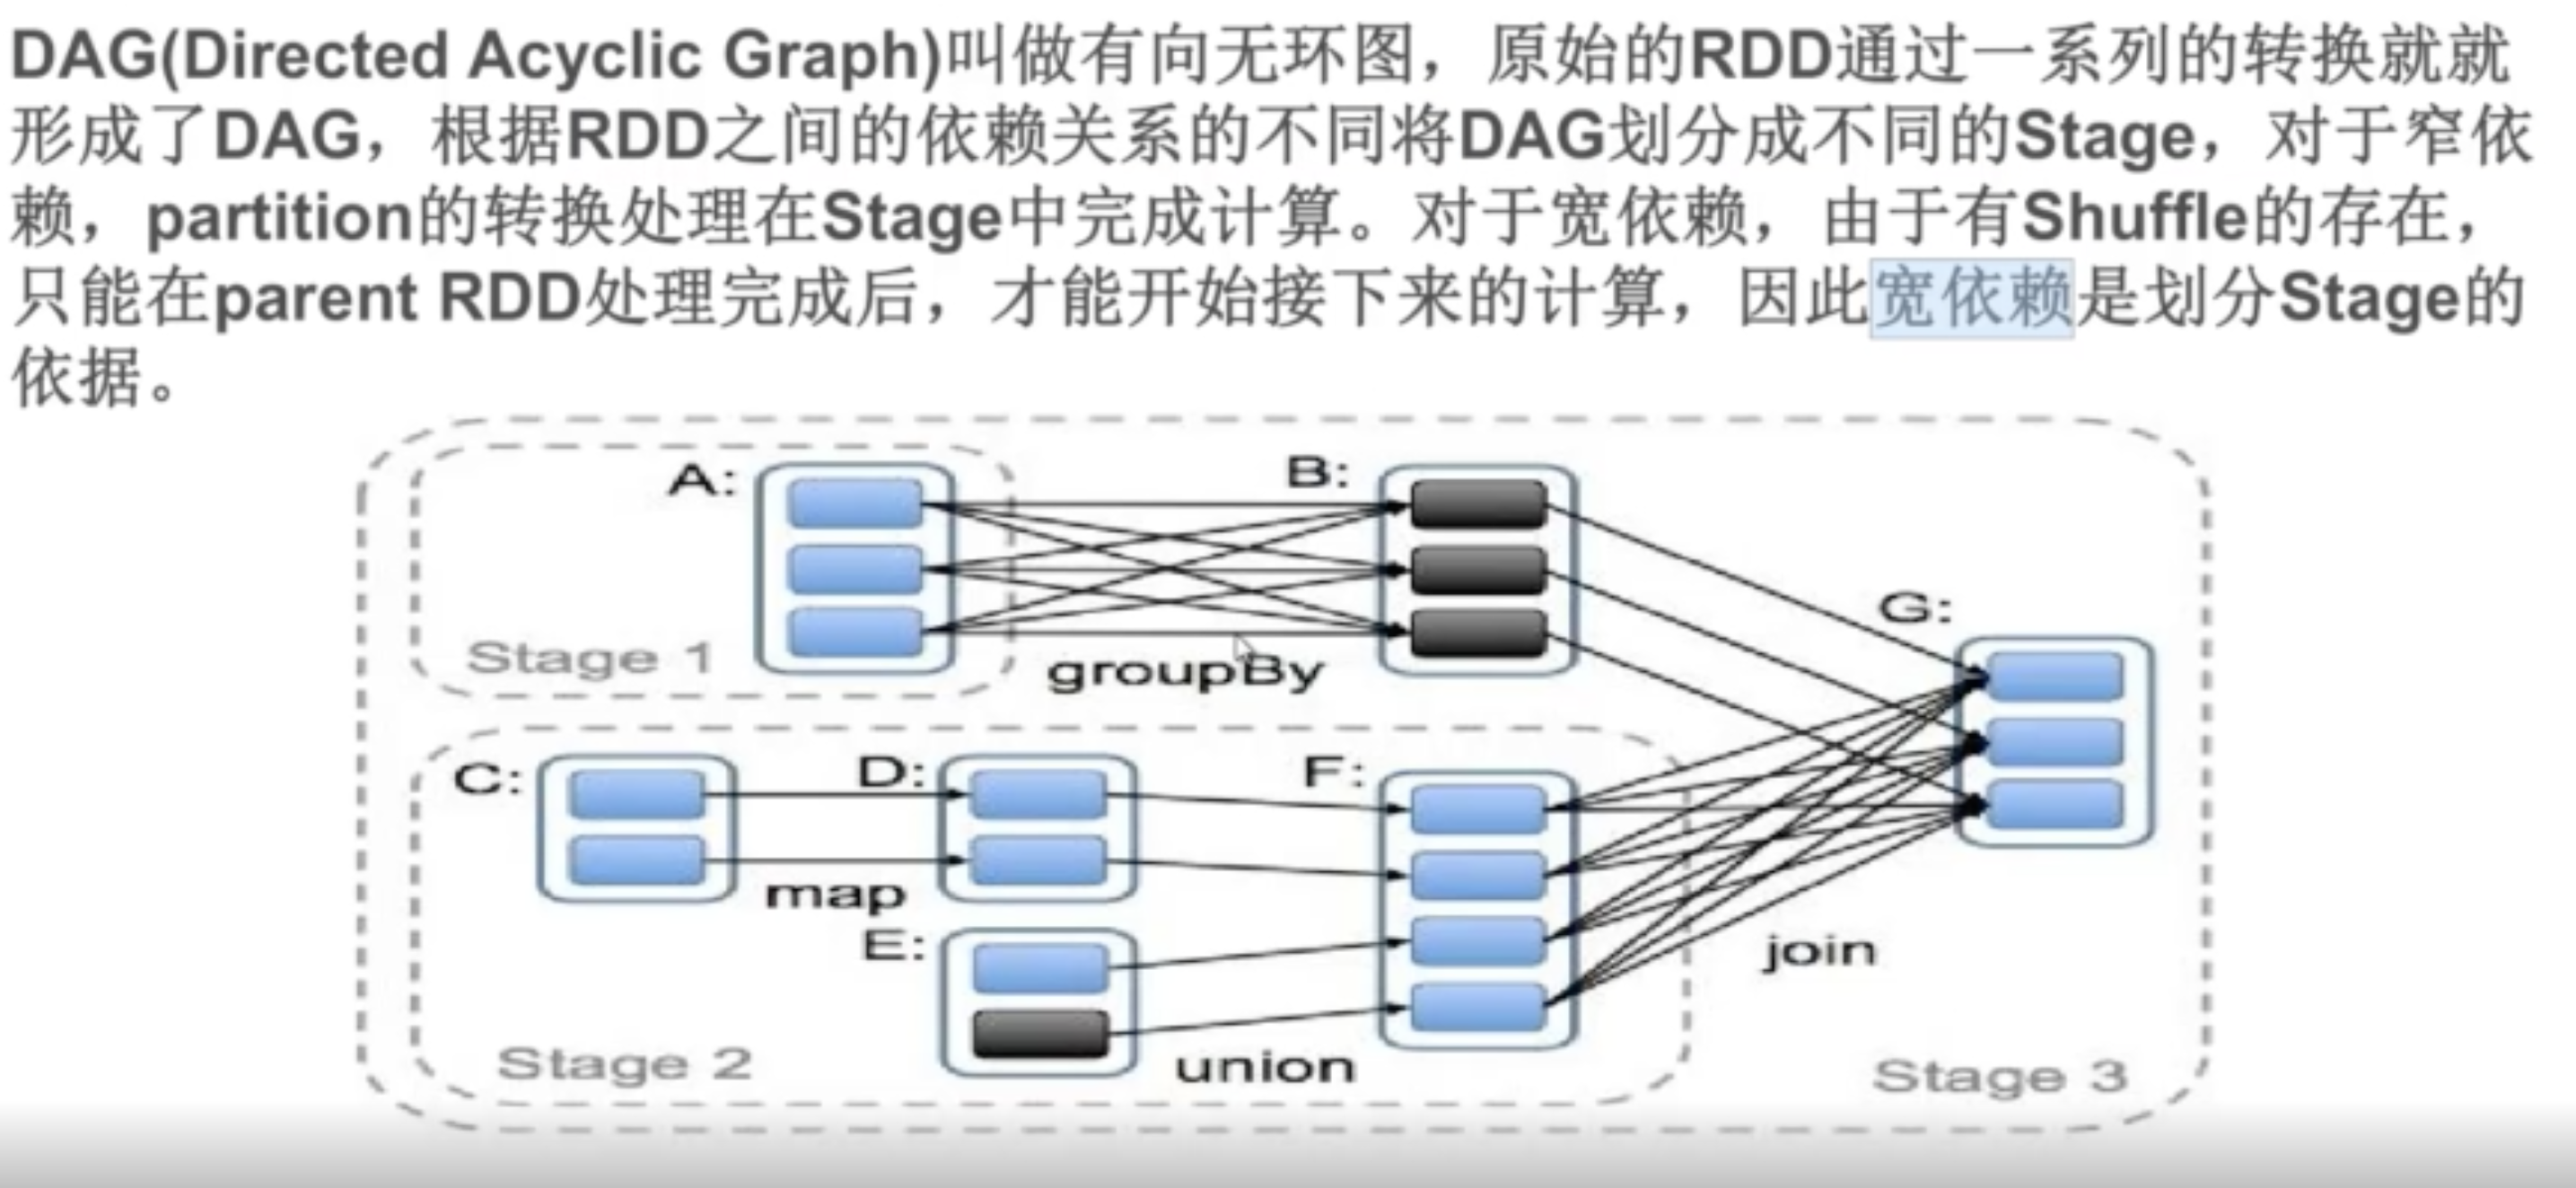 DAG(Directed Acyclic Graph)叫做有向无环图，原始的RDD通过一系列的转换就就
形成了DAG，根据RDD之间的依赖关系的不同将DAG划分成不同的Stage，对于窄依
赖，partition的转换处理在Stage中完成计算。对于宽依赖，由于有Shuffle的存在，
只能在parent RDD处理完成后，才能开始接下来的计算，因此宽依赖是划分Stage的
依据。
A:
B:
Stage 1
groupBy
G:
C:
D:
F:
map
E:
join
Stage 2
union
Stage 3